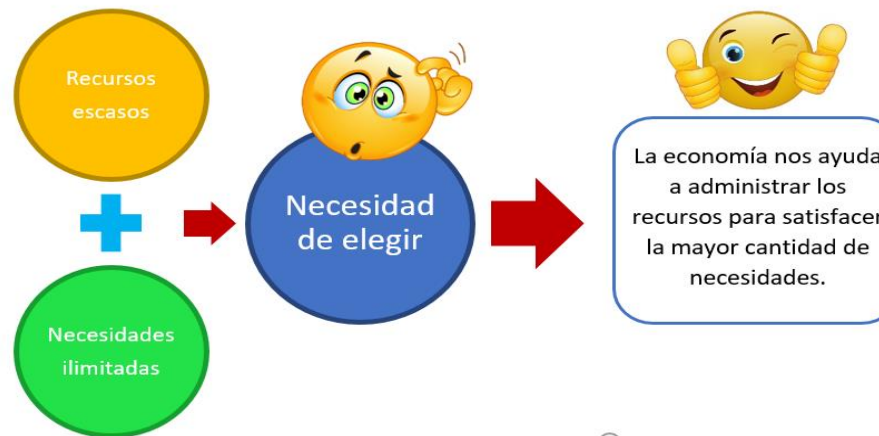 Recursos
escasos
Necesidades
ilimitadas
Necesidad
de elegir
La economía nos ayuda
a administrar los
recursos para satisfacer
la mayor cantidad de
necesidades.